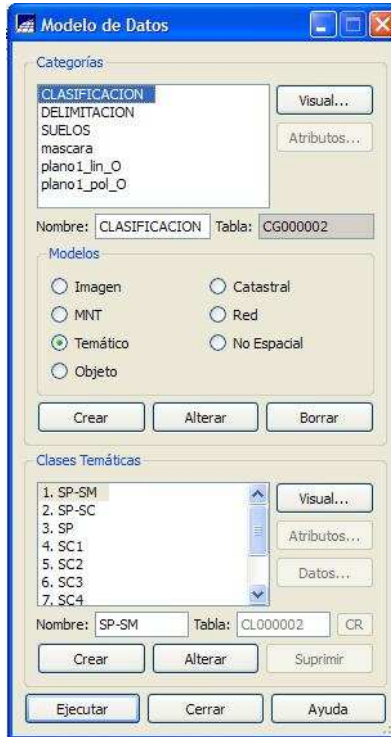 Modelo de Datos
Categorías
CLASIFICACION
DELIMITACION
SUELOS
mascara
plano1_lin_O
plano1_pol_O
Visual...
Atributos...
Nombre: CLASIFICACION Tabla: CG000002
Modelos
Imagen Catastral
MNT Red
Temático No Espacial
Objeto
Crear Alterar Borrar
Clases Temáticas
1. SP-SM
2. SP-SC
3. SP
4. SC1
5. SC2
6. SC3
7. SC4
Visual...
Atributos...
Datos...
Nombre: SP-SM Tabla: CL000002 CR
Crear Alterar Suprimir
Ejecutar Cerrar Ayuda